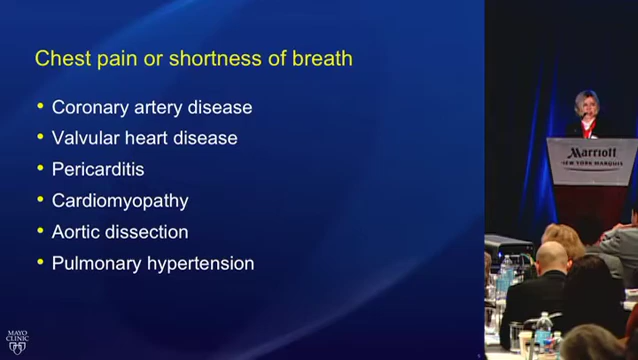 Chest pain or shortness of breath
• Coronary artery disease
• Valvular heart disease
• Pericarditis
• Cardiomyopathy
• Aortic dissection
• Pulmonary hypertension
MAYO
CLINIC
Marriott
NEW YORK MARQUIS